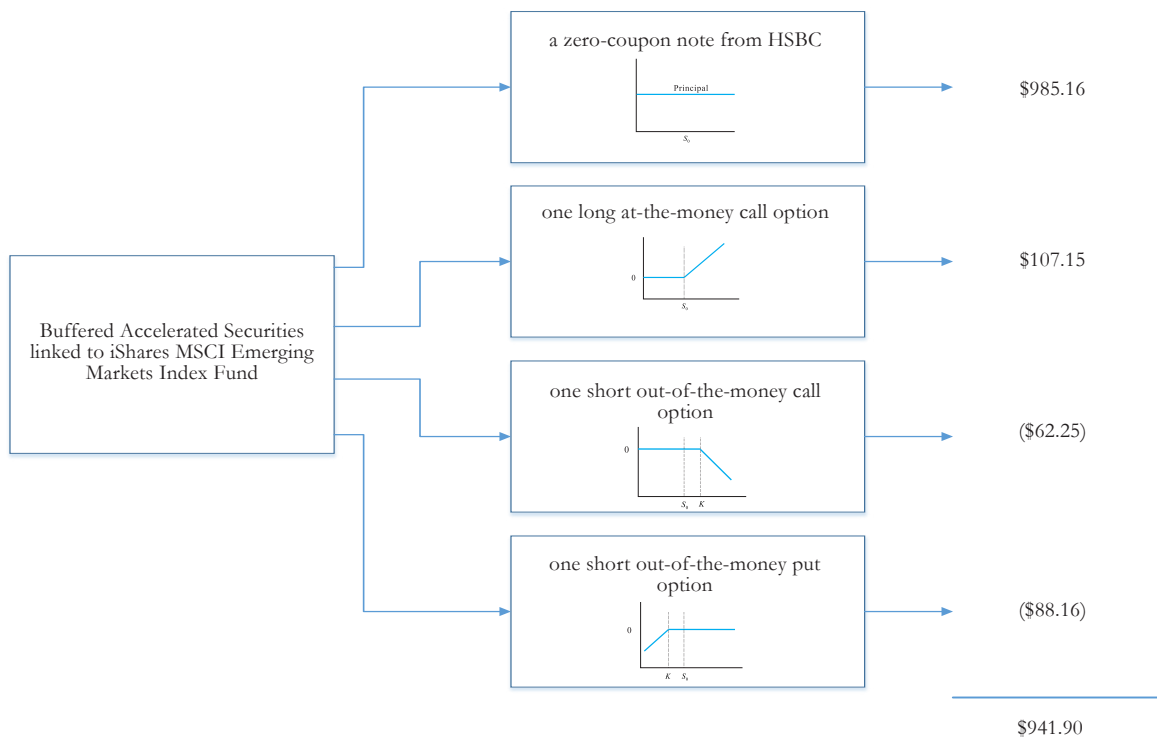 a zero-coupon note from HSBC
Principal
S₀
$985.16
one long at-the-money call option
0
S₀
$107.15
Buffered Accelerated Securities
linked to iShares MSCI Emerging
Markets Index Fund
one short out-of-the-money call
option
0
S₀ K
($62.25)
one short out-of-the-money put
option
0
K S₀
($88.16)
$941.90